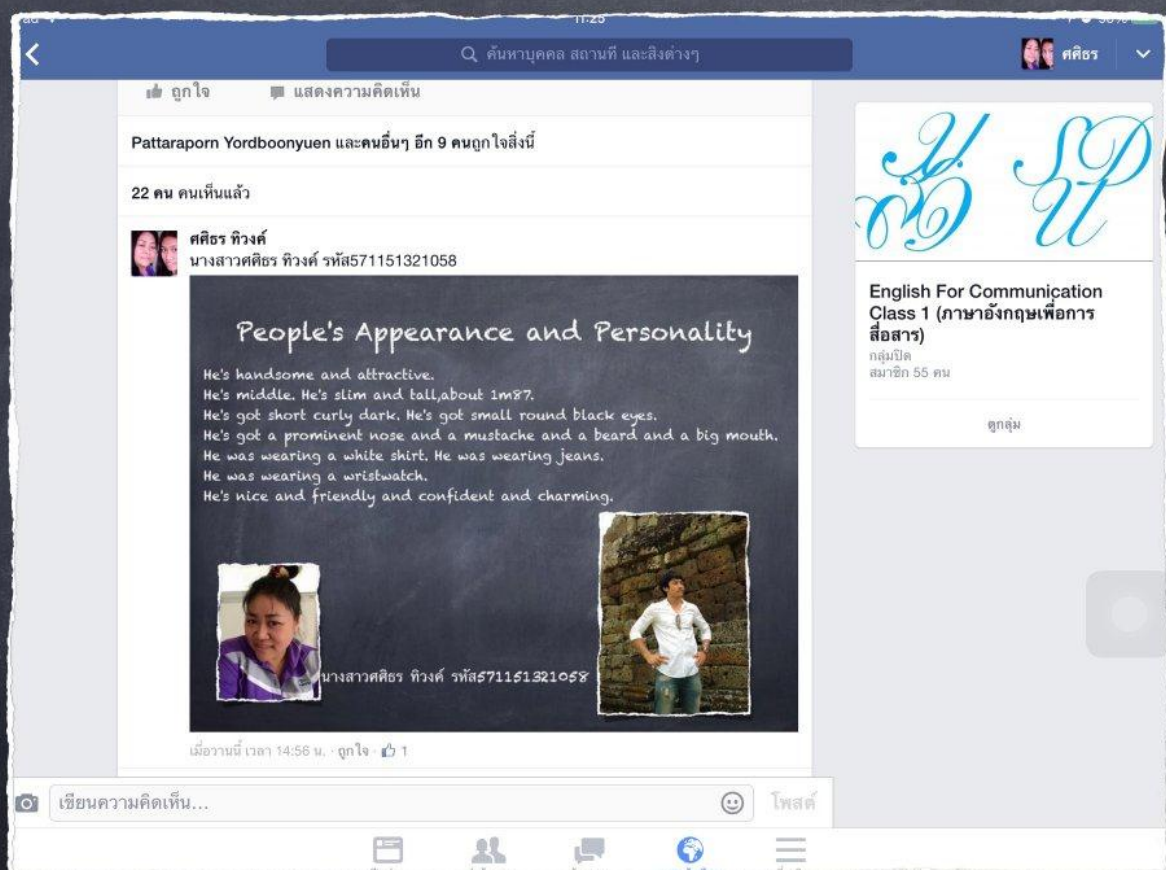 11:25
ค้นหาบุคคล สถานที่ และสิ่งต่างๆ
ศศิธร
ถูกใจ แสดงความคิดเห็น
Pattaraporn Yordboonyuen และคนอื่นๆ อีก 9 คนถูกใจสิ่งนี้
22 คน คนเห็นแล้ว
ศศิธร ทิวงค์
นางสาวศศิธร ทิวงค์ รหัส571151321058
People's Appearance and Personality
He's handsome and attractive.
He's middle. He's slim and tall,about 1m87.
He's got short curly dark. He's got small round black eyes.
He's got a prominent nose and a mustache and a beard and a big mouth.
He was wearing a white shirt. He was wearing jeans.
He was wearing a wristwatch.
He's nice and friendly and confident and charming.
นางสาวศศิธร ทิวงค์ รหัส571151321058
เมื่อวานนี้ เวลา 14:56 น. · ถูกใจ · 1
English For Communication
Class 1 (ภาษาอังกฤษเพื่อการ
สื่อสาร)
กลุ่มปิด
สมาชิก 55 คน
ดูกลุ่ม
เขียนความคิดเห็น...
โพสต์